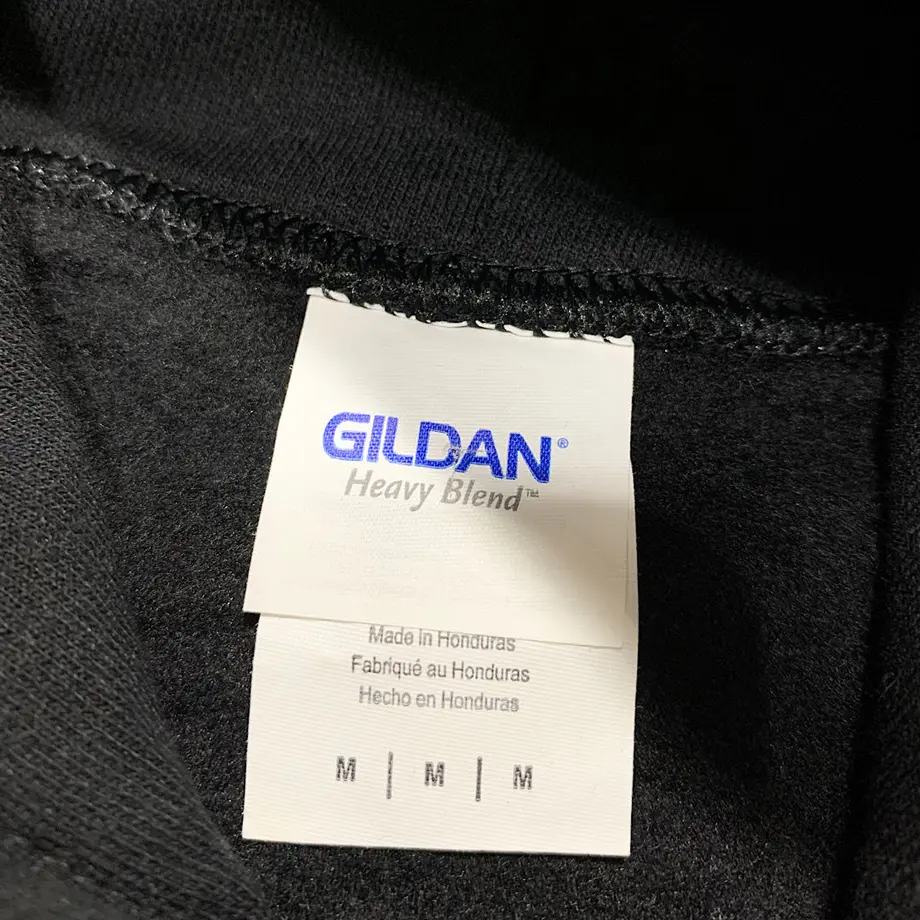 GILDAN®
Heavy Blend™
Made in Honduras
Fabriqué au Honduras
Hecho en Honduras
M | M | M